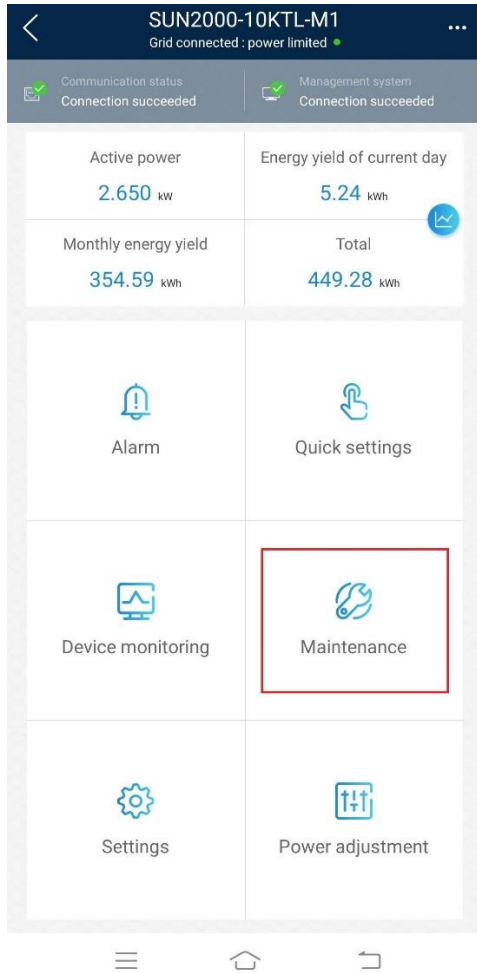 SUN2000-10KTL-M1
Grid connected : power limited
Communication status
Connection succeeded
Management system
Connection succeeded
Active power
2.650 kW
Energy yield of current day
5.24 kWh
Monthly energy yield
354.59 kWh
Total
449.28 kWh
Alarm
Quick settings
Device monitoring
Maintenance
Settings
Power adjustment